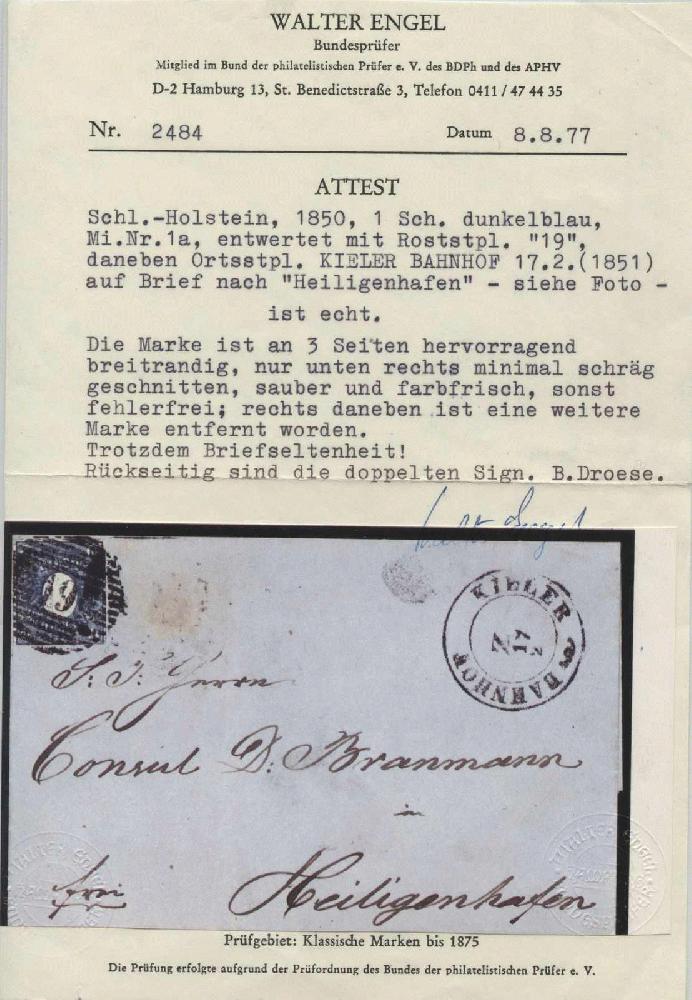 WALTER ENGEL
Bundesprüfer
Mitglied im Bund der philatelistischen Prüfer e. V. des BDPh und des APHV
D-2 Hamburg 13, St. Benedictstraße 3, Telefon 0411 / 47 44 35
Nr. 2484 Datum 8.8.77
ATTEST
Schl.-Holstein, 1850, 1 Sch. dunkelblau,
Mi.Nr.1a, entwertet mit Roststpl. "19",
daneben Ortsstpl. KIELER BAHNHOF 17.2.(1851)
auf Brief nach "Heiligenhafen" - siehe Foto -
ist echt.
Die Marke ist an 3 Seiten hervorragend
breitrandig, nur unten rechts minimal schräg
geschnitten, sauber und farbfrisch, sonst
fehlerfrei; rechts daneben ist eine weitere
Marke entfernt worden.
Trotzdem Briefseltenheit!
Rückseitig sind die doppelten Sign. B.Droese.
19
KIELER BAHNHOF
Z
17
2
Herrn
Consul D. Branmann
in
frei Heiligenhafen
Prüfgebiet: Klassische Marken bis 1875
Die Prüfung erfolgte aufgrund der Prüfordnung des Bundes der philatelistischen Prüfer e. V.